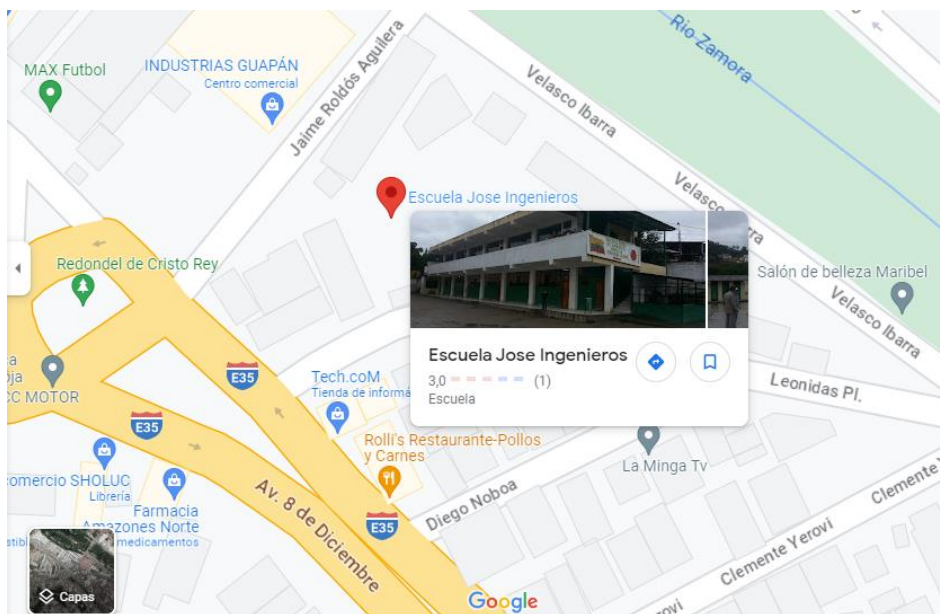 Rio-Zamora
MAX Futbol
INDUSTRIAS GUAPÁN
Centro comercial
Jaime Roldós Aguilera
Velasco Ibarra
Velasco Ibarra
Velasco Ibarra
Escuela Jose Ingenieros
Redondel de Cristo Rey
Salón de belleza Maribel
Escuela Jose Ingenieros
3,0
(1)
Escuela
E35
E35
E35
CC MOTOR
Tech.coM
Tienda de informá
Leonidas Pl.
Rolli's Restaurante-Pollos
y Carnes
La Minga Tv
Diego Noboa
Clemente Yerovi
Clemente
Av. 8 de Diciembre
comercio SHOLUC
Librería
Farmacia
Amazones Norte
medicamentos
Capas
Google